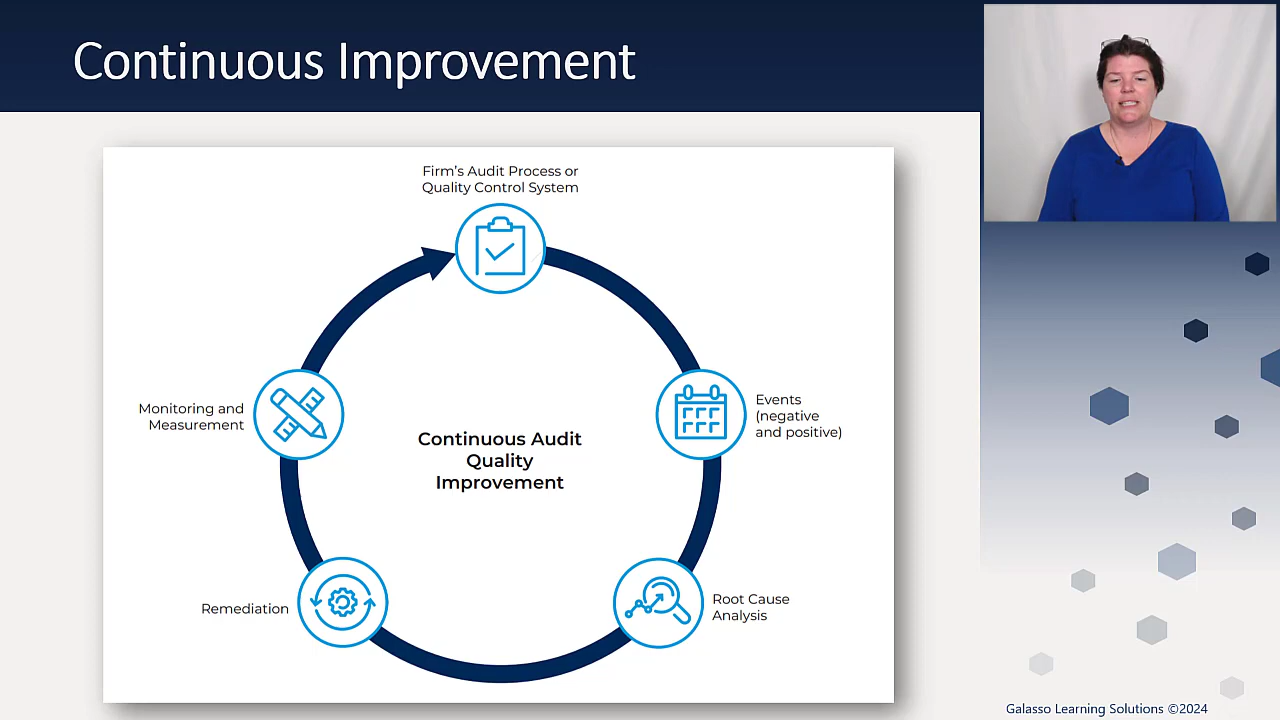 Continuous Improvement
Firm's Audit Process or
Quality Control System
Events
(negative
and positive)
Root Cause
Analysis
Remediation
Monitoring and
Measurement
Continuous Audit
Quality
Improvement
Galasso Learning Solutions ©2024